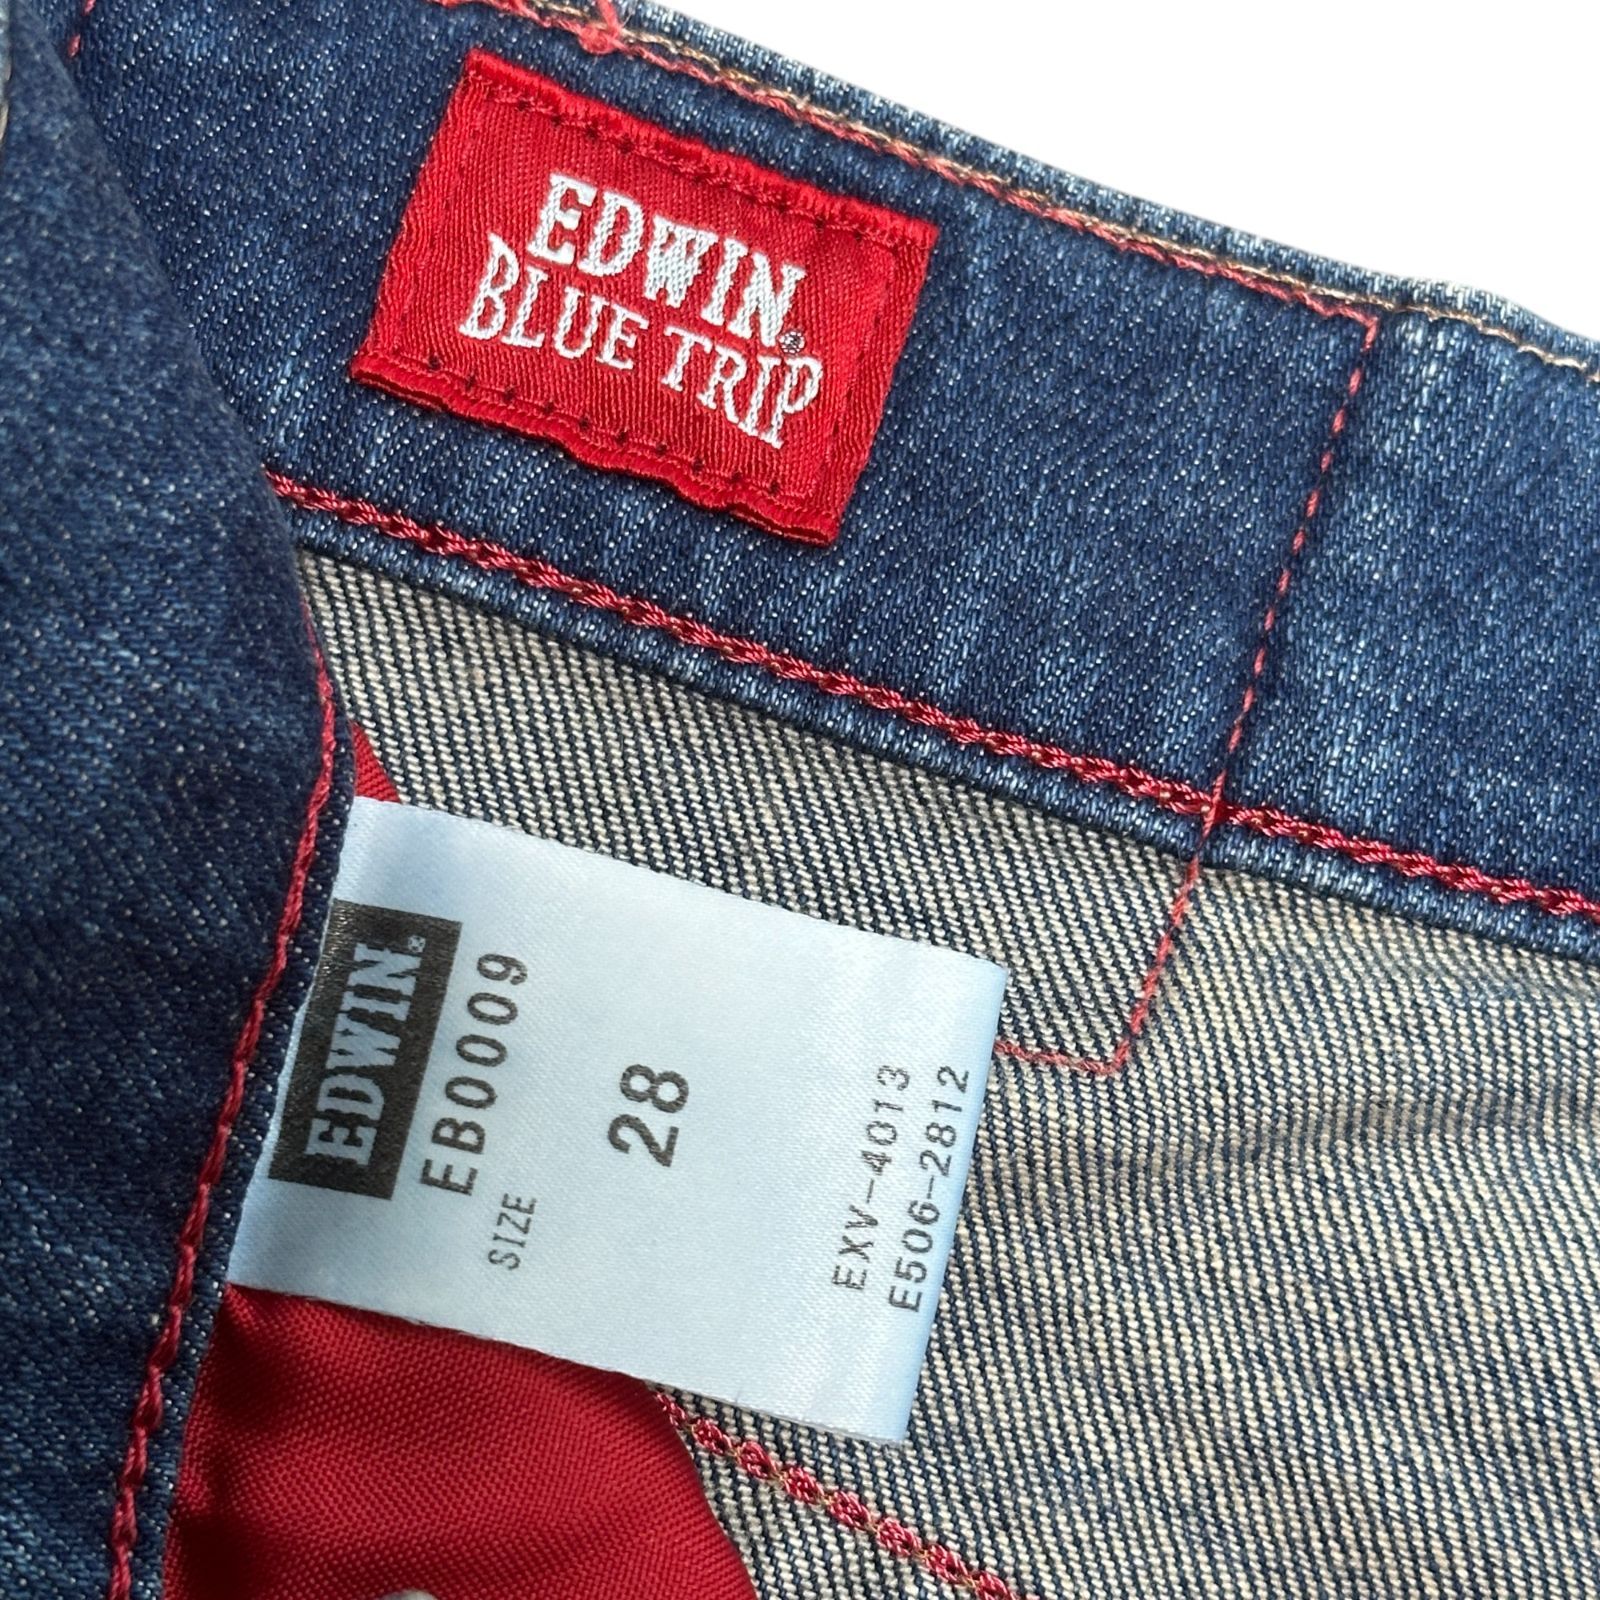 EDWIN®
BLUE TRIP
EDWIN®
EB0009
SIZE
28
EXV-4013
E506-2812